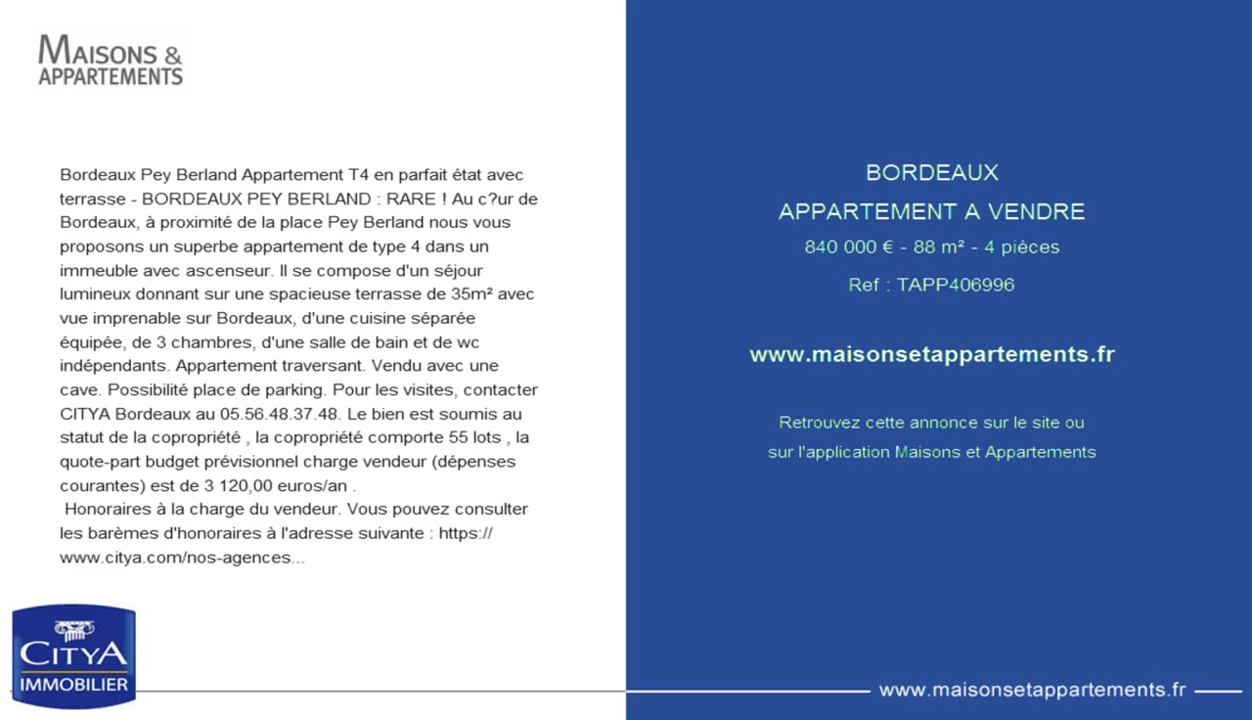 MAISONS &
APPARTEMENTS
Bordeaux Pey Berland Appartement T4 en parfait état avec
terrasse - BORDEAUX PEY BERLAND : RARE ! Au c?ur de
Bordeaux, à proximité de la place Pey Berland nous vous
proposons un superbe appartement de type 4 dans un
immeuble avec ascenseur. Il se compose d'un séjour
lumineux donnant sur une spacieuse terrasse de 35m² avec
vue imprenable sur Bordeaux, d'une cuisine séparée
équipée, de 3 chambres, d'une salle de bain et de wc
indépendants. Appartement traversant. Vendu avec une
cave. Possibilité place de parking. Pour les visites, contacter
CITYA Bordeaux au 05.56.48.37.48. Le bien est soumis au
statut de la copropriété , la copropriété comporte 55 lots , la
quote-part budget prévisionnel charge vendeur (dépenses
courantes) est de 3 120,00 euros/an .
Honoraires à la charge du vendeur. Vous pouvez consulter
les barèmes d'honoraires à l'adresse suivante : https://
www.citya.com/nos-agences...
CITYA
IMMOBILIER
BORDEAUX
APPARTEMENT A VENDRE
840 000 € - 88 m² - 4 pièces
Ref : TAPP406996
www.maisonsetappartements.fr
Retrouvez cette annonce sur le site ou
sur l'application Maisons et Appartements
www.maisonsetappartements.fr